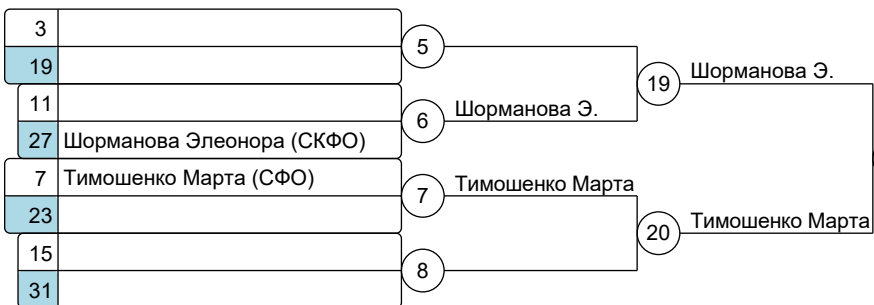 3
5
19
19 Шорманова Э.
11
6 Шорманова Э.
27 Шорманова Элеонора (СКФО)
7 Тимошенко Марта (СФО)
7 Тимошенко Марта
23
20 Тимошенко Марта
15
8
31